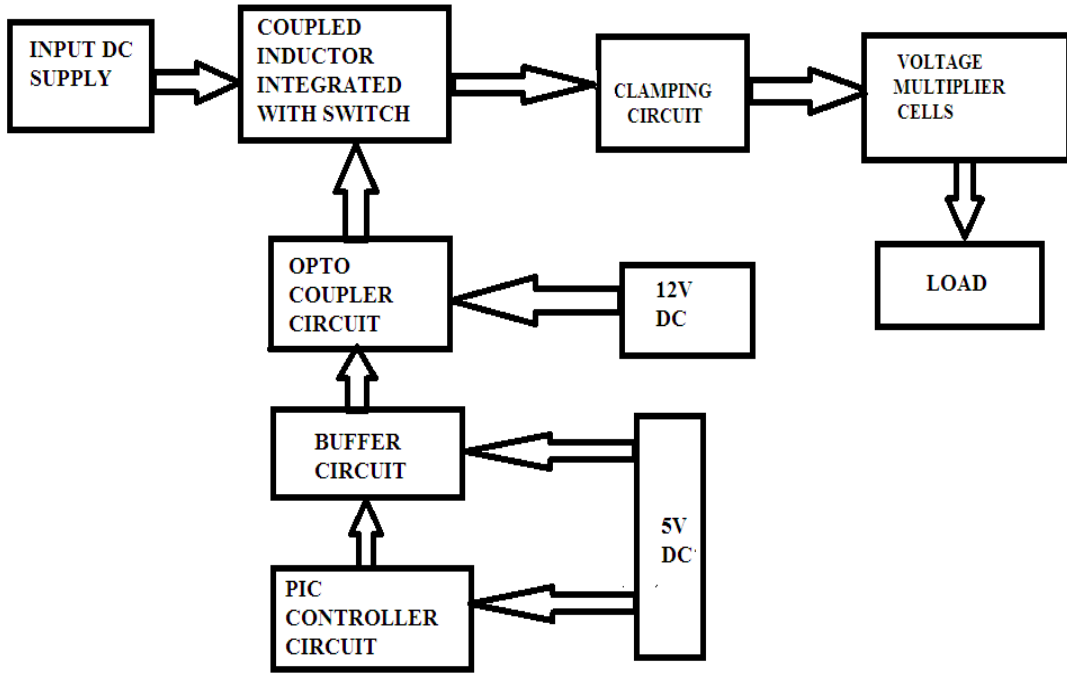 INPUT DC
SUPPLY
COUPLED
INDUCTOR
INTEGRATED
WITH SWITCH
CLAMPING
CIRCUIT
VOLTAGE
MULTIPLIER
CELLS
OPTO
COUPLER
CIRCUIT
12V
DC
LOAD
BUFFER
CIRCUIT
5V
DC
PIC
CONTROLLER
CIRCUIT